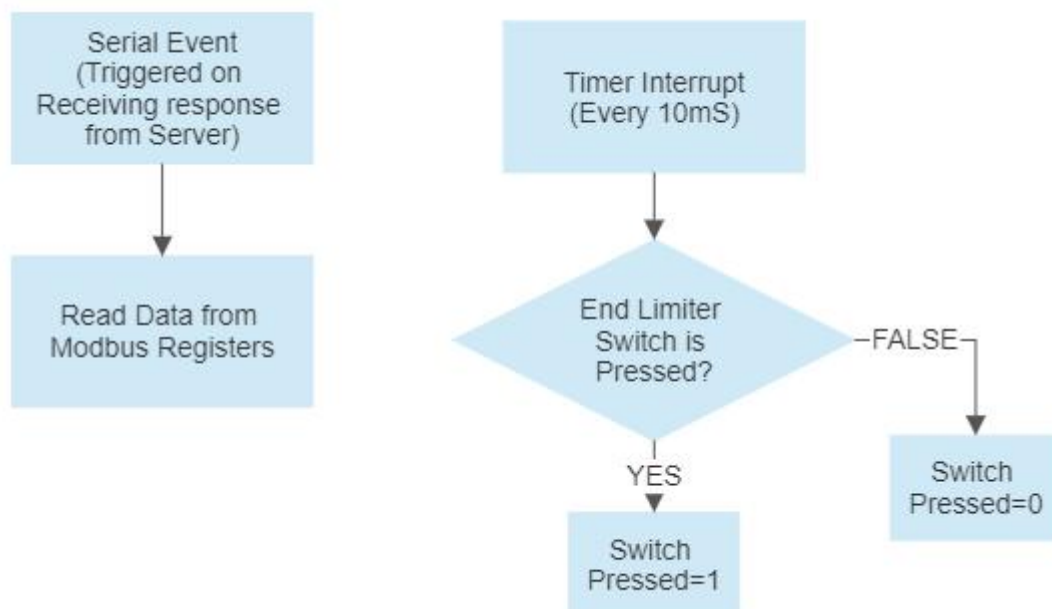 Serial Event
(Triggered on
Receiving response
from Server)
Read Data from
Modbus Registers
Timer Interrupt
(Every 10mS)
End Limiter
Switch is
Pressed?
FALSE
YES
Switch
Pressed=0
Switch
Pressed=1